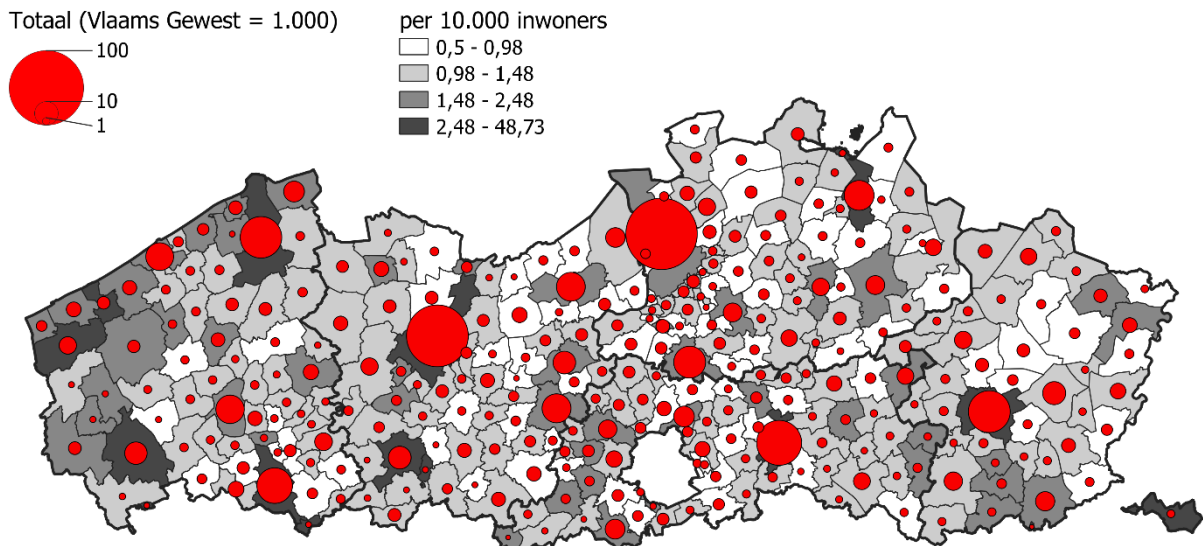 Totaal (Vlaams Gewest = 1.000)
100
10
1
per 10.000 inwoners
0,5 - 0,98
0,98 - 1,48
1,48 - 2,48
2,48 - 48,73